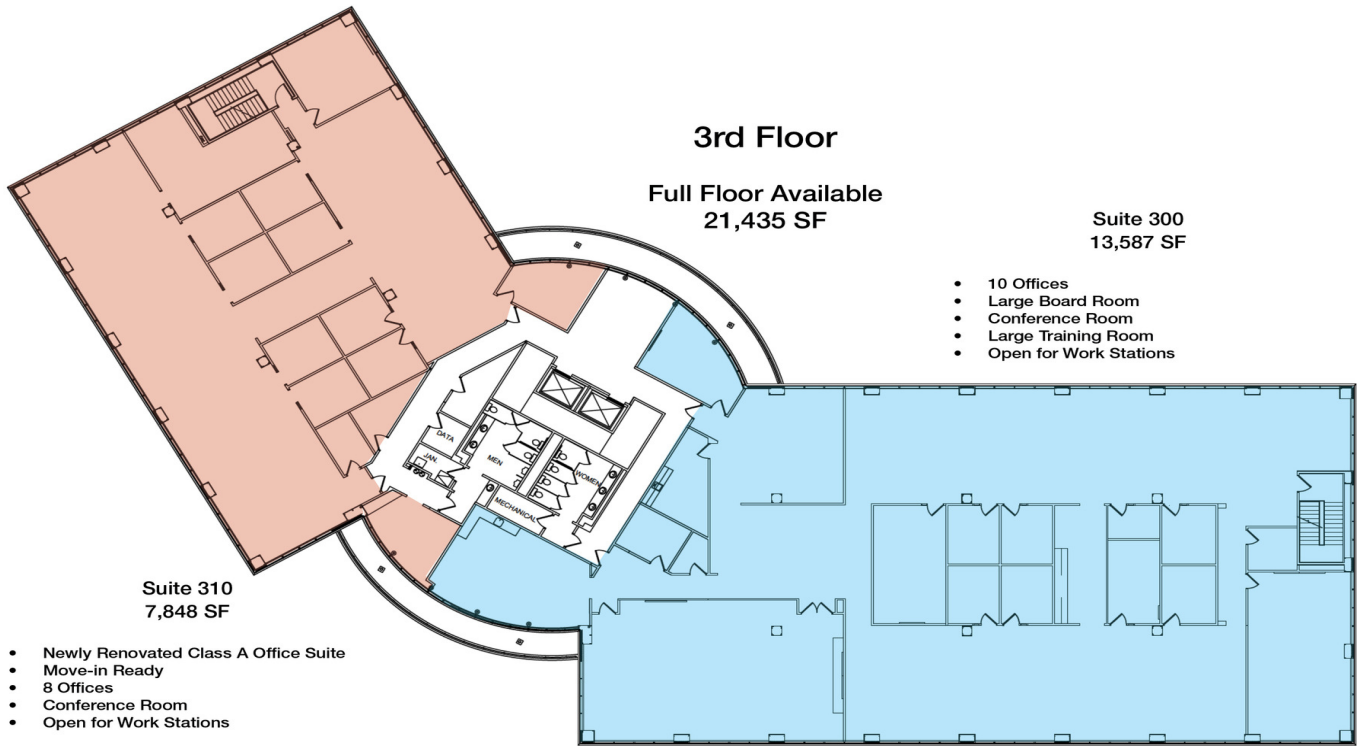 3rd Floor
Full Floor Available
21,435 SF
Suite 300
13,587 SF
• 10 Offices
• Large Board Room
• Conference Room
• Large Training Room
• Open for Work Stations
DATA
JAN.
MEN
WOMEN
MECHANICAL
Suite 310
7,848 SF
• Newly Renovated Class A Office Suite
• Move-in Ready
• 8 Offices
• Conference Room
• Open for Work Stations